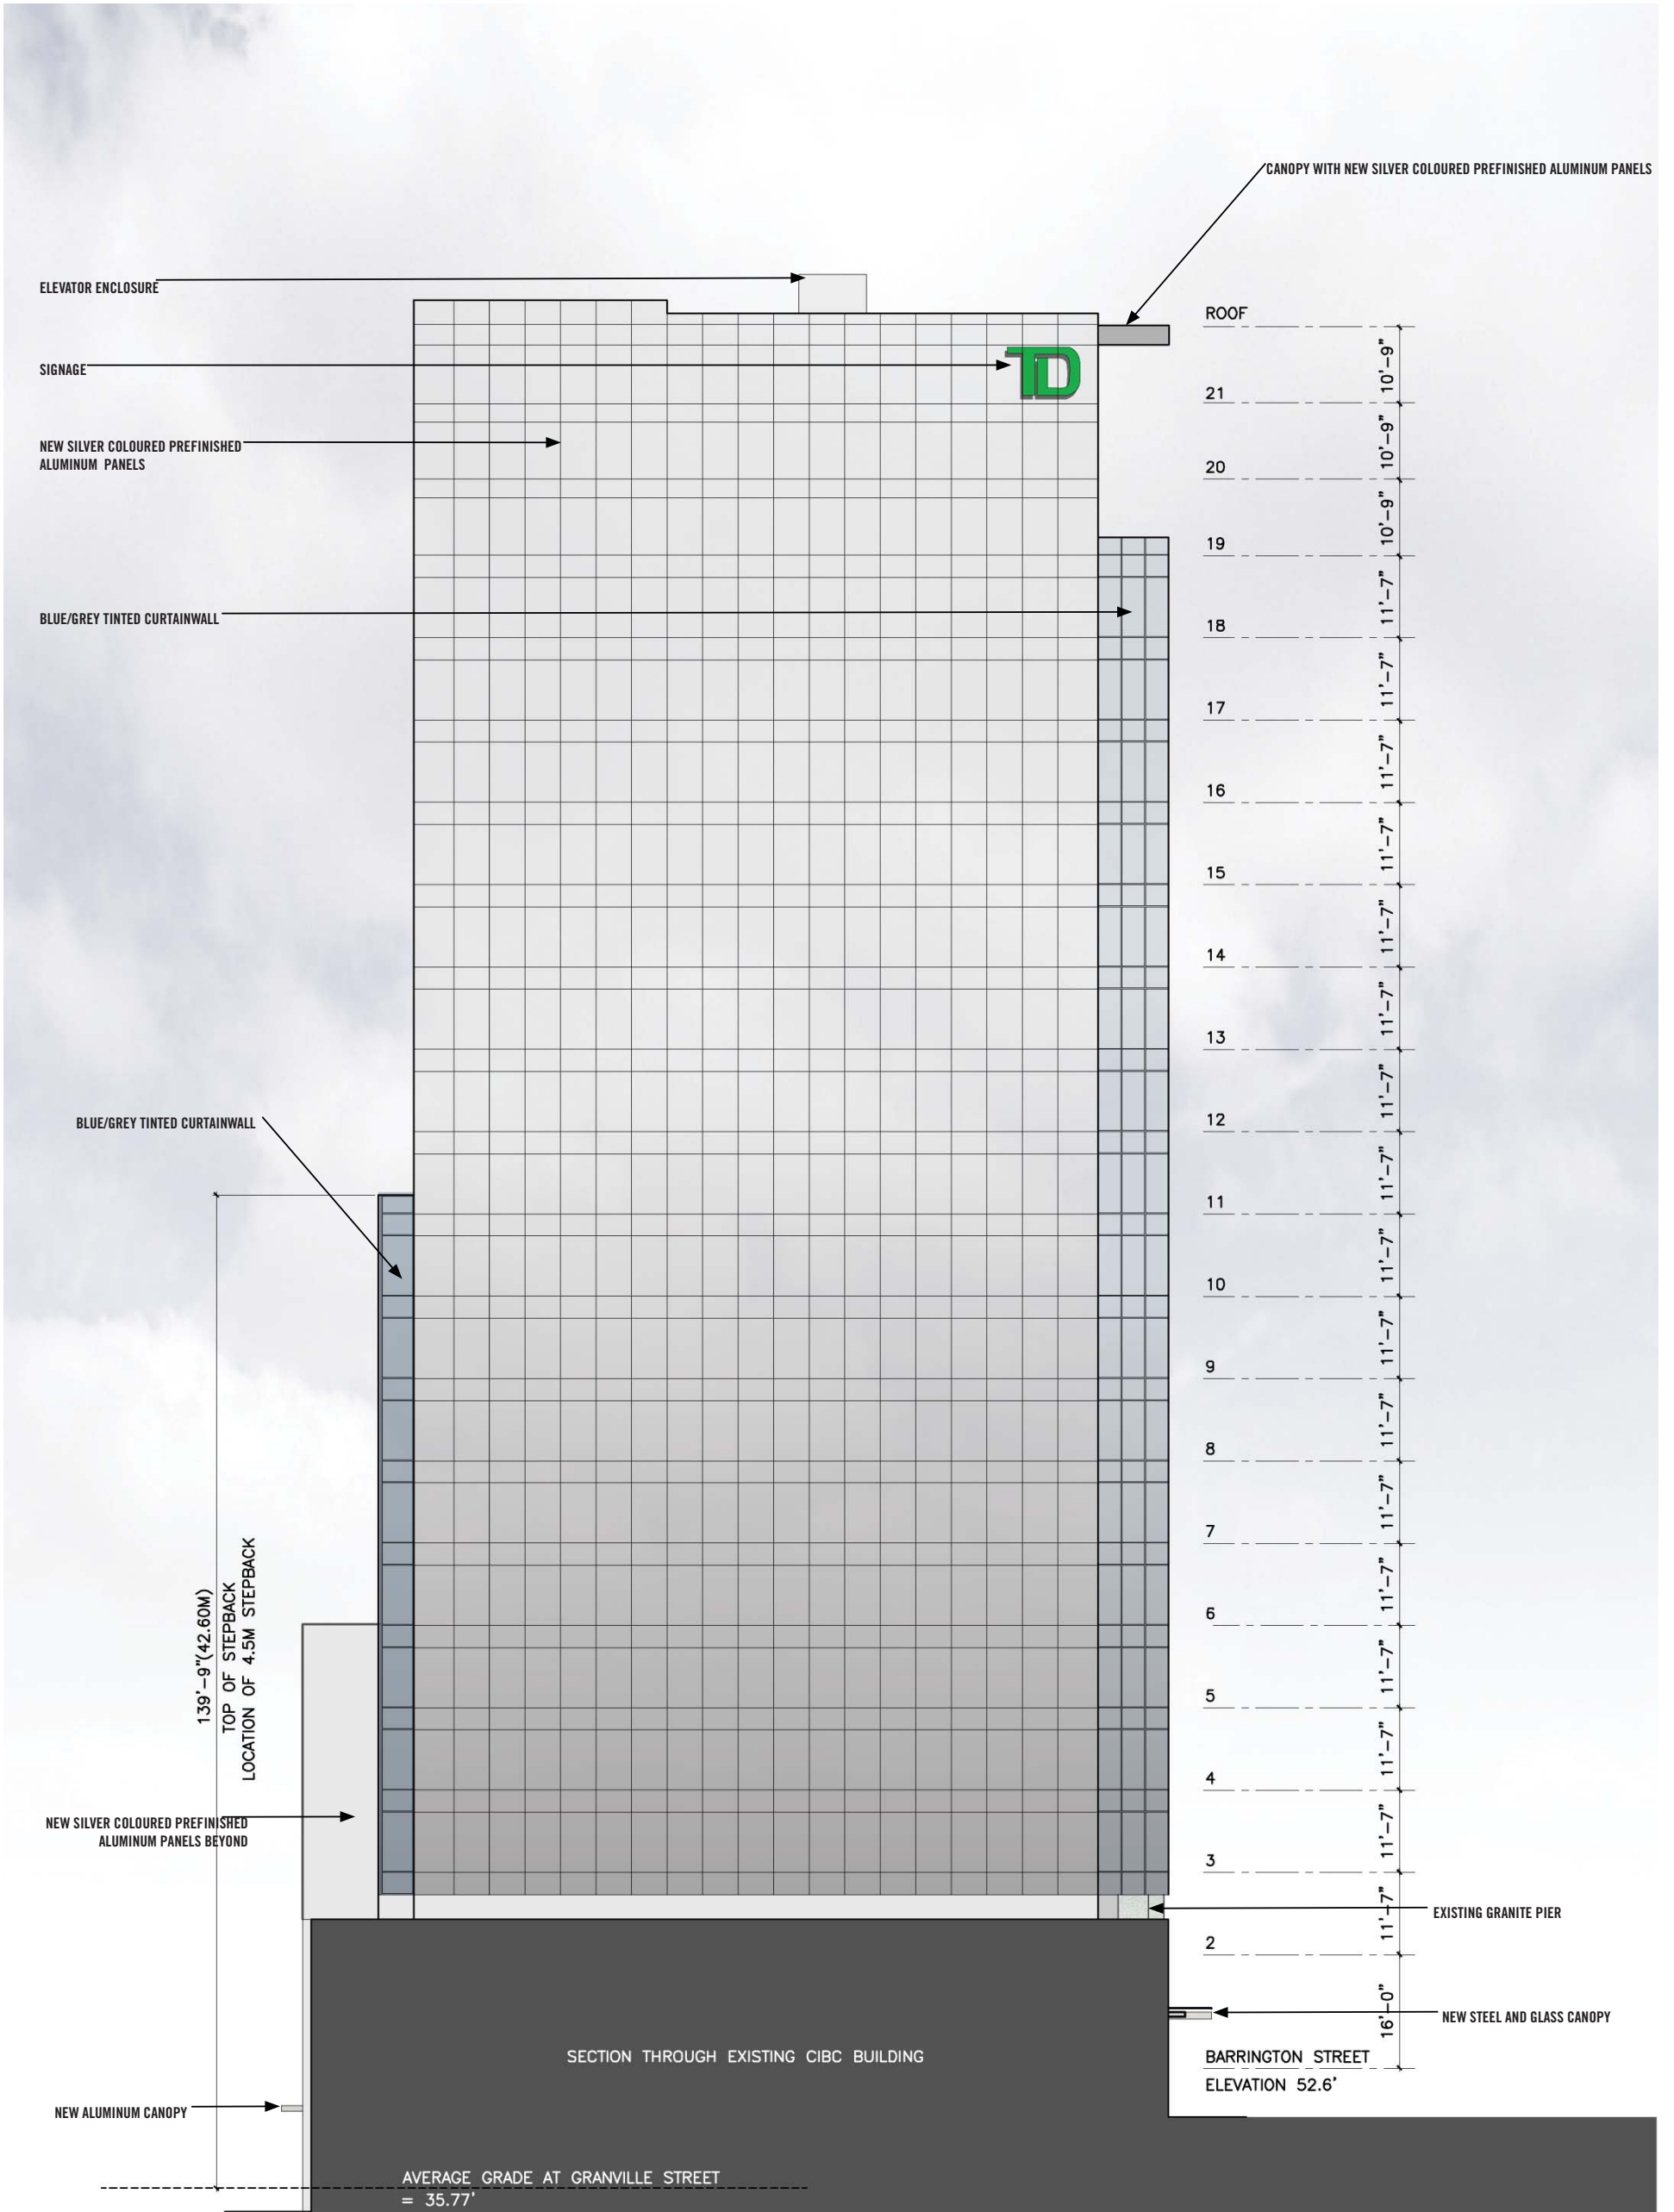 CANOPY WITH NEW SILVER COLOURED PREFINISHED ALUMINUM PANELS
ELEVATOR ENCLOSURE
SIGNAGE
TD
NEW SILVER COLOURED PREFINISHED
ALUMINUM PANELS
BLUE/GREY TINTED CURTAINWALL
BLUE/GREY TINTED CURTAINWALL
139'-9"(42.60M)
TOP OF STEPBACK
LOCATION OF 4.5M STEPBACK
NEW SILVER COLOURED PREFINISHED
ALUMINUM PANELS BEYOND
NEW ALUMINUM CANOPY
ROOF
10'-9"
21
10'-9"
20
10'-9"
19
11'-7"
18
11'-7"
17
11'-7"
16
11'-7"
15
11'-7"
14
11'-7"
13
11'-7"
12
11'-7"
11
11'-7"
10
11'-7"
9
11'-7"
8
11'-7"
7
11'-7"
6
11'-7"
5
11'-7"
4
11'-7"
3
11'-7"
2
16'-0"
BARRINGTON STREET
ELEVATION 52.6'
EXISTING GRANITE PIER
NEW STEEL AND GLASS CANOPY
SECTION THROUGH EXISTING CIBC BUILDING
AVERAGE GRADE AT GRANVILLE STREET
= 35.77'